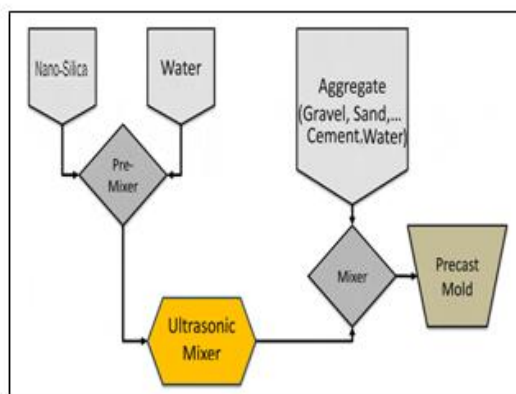 Nano-Silica
Water
Aggregate
(Gravel, Sand,...
Cement,Water)
Pre-
Mixer
Mixer
Precast
Mold
Ultrasonic
Mixer